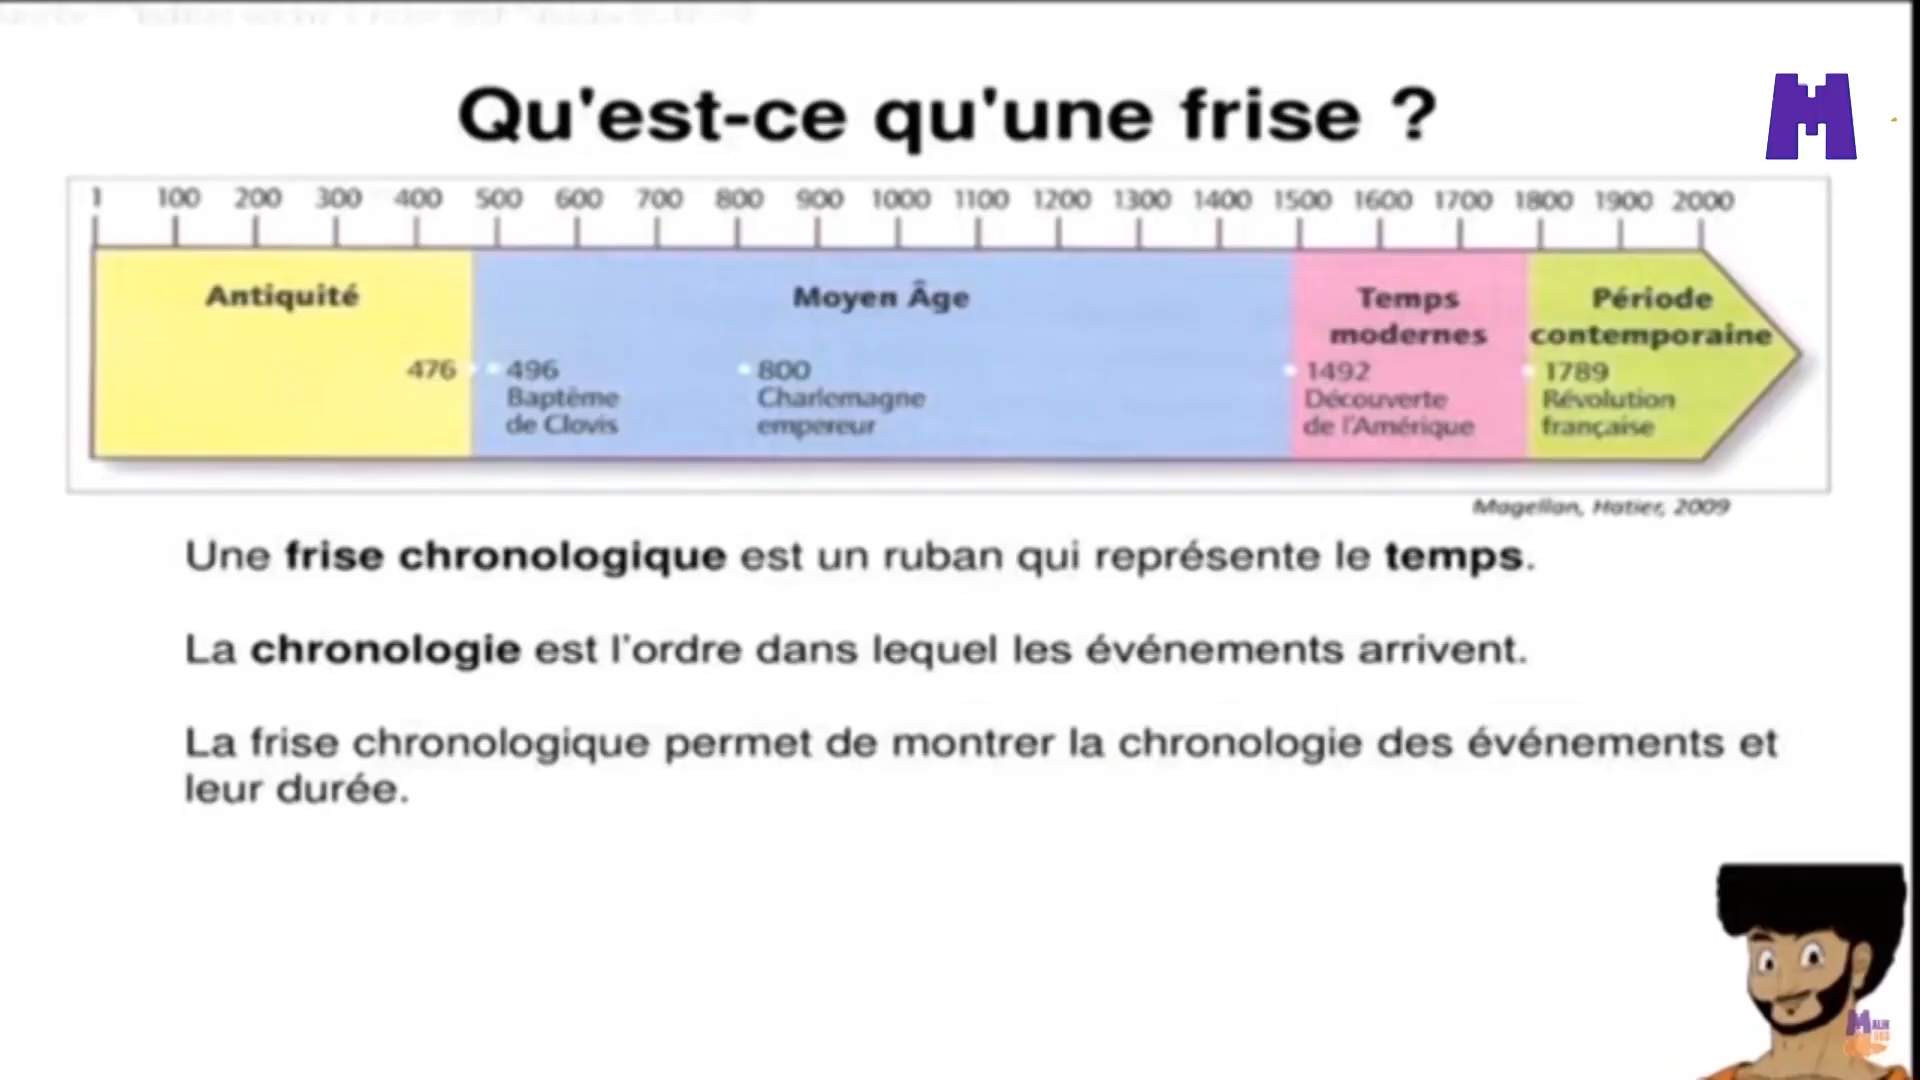 Qu'est-ce qu'une frise ?
1 100 200 300 400 500 600 700 800 900 1000 1100 1200 1300 1400 1500 1600 1700 1800 1900 2000
Antiquité
476
Moyen Âge
496
Baptême
de Clovis
800
Charlemagne
empereur
Temps
modernes
1492
Découverte
de l'Amérique
Période
contemporaine
1789
Révolution
française
Magellan, Hatier, 2009
Une frise chronologique est un ruban qui représente le temps.
La chronologie est l'ordre dans lequel les événements arrivent.
La frise chronologique permet de montrer la chronologie des événements et
leur durée.
M